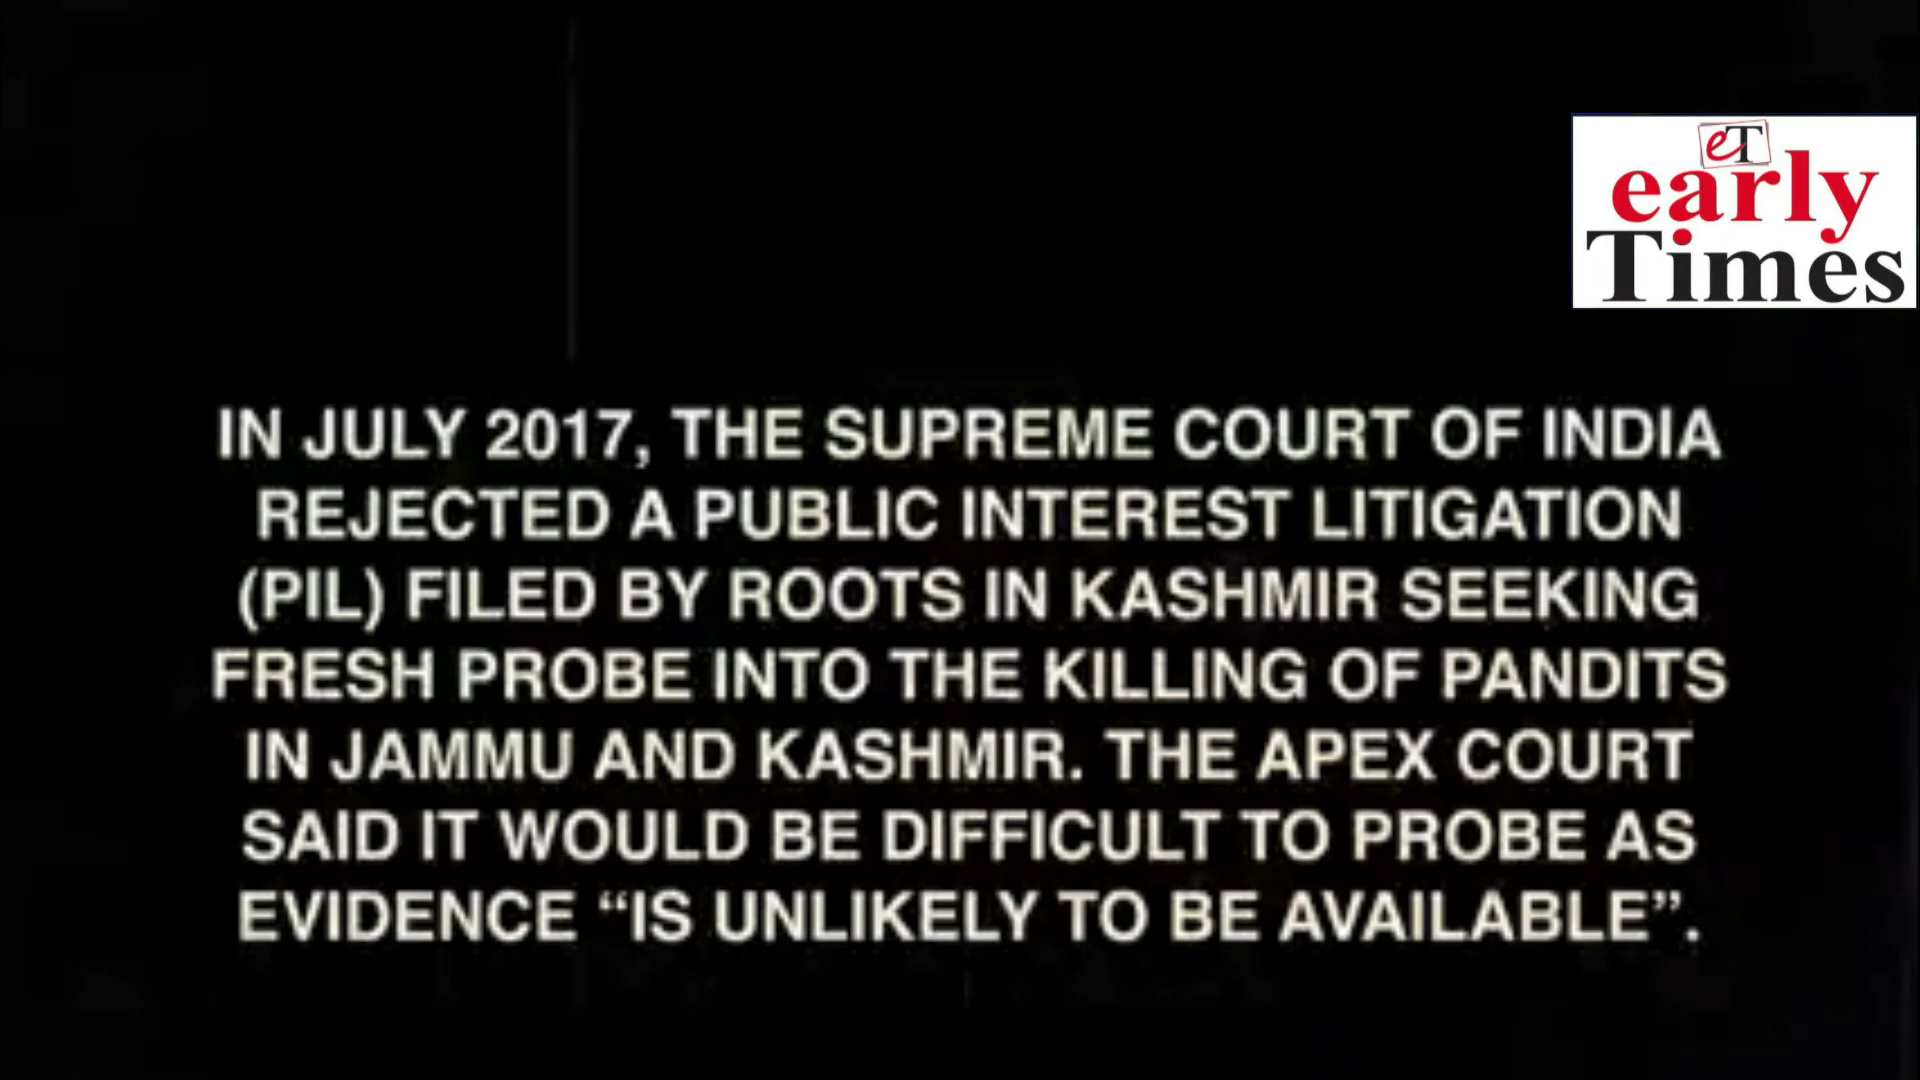 eT
early
Times
IN JULY 2017, THE SUPREME COURT OF INDIA
REJECTED A PUBLIC INTEREST LITIGATION
(PIL) FILED BY ROOTS IN KASHMIR SEEKING
FRESH PROBE INTO THE KILLING OF PANDITS
IN JAMMU AND KASHMIR. THE APEX COURT
SAID IT WOULD BE DIFFICULT TO PROBE AS
EVIDENCE “IS UNLIKELY TO BE AVAILABLE”.